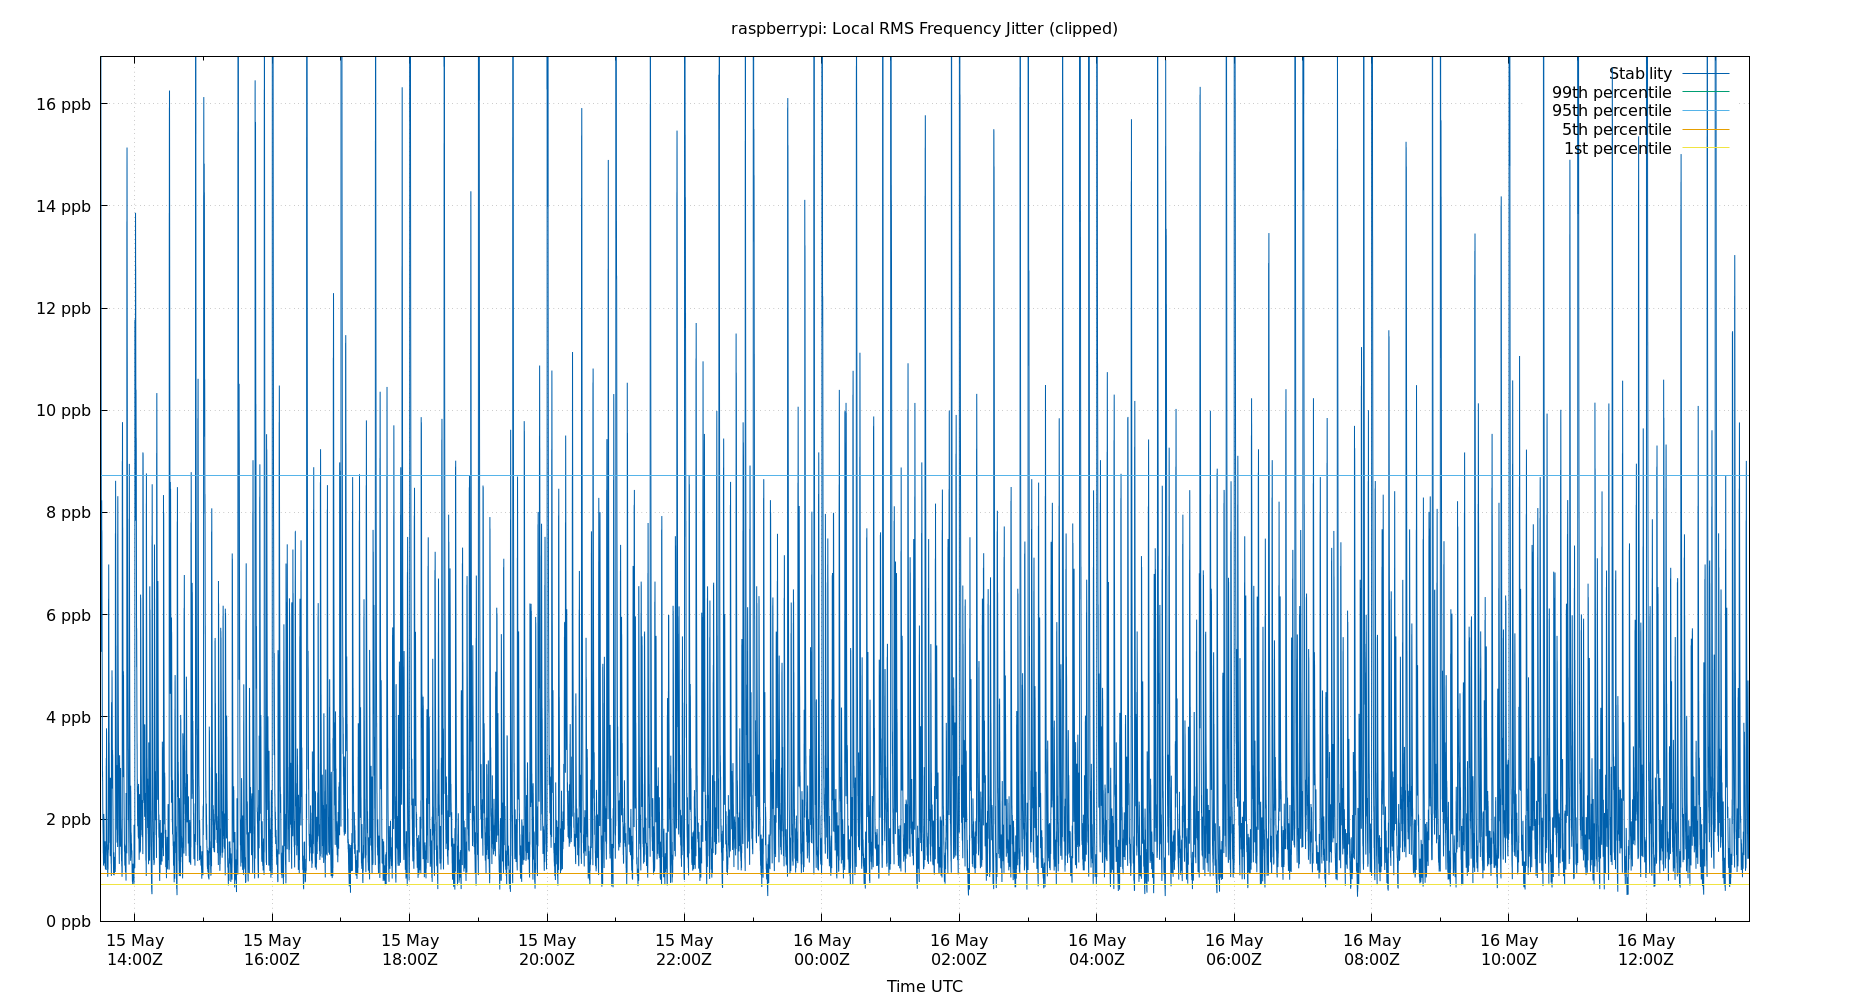 raspberrypi: Local RMS Frequency Jitter (clipped)
Stability
99th percentile
95th percentile
5th percentile
1st percentile
16 ppb
14 ppb
12 ppb
10 ppb
8 ppb
6 ppb
4 ppb
2 ppb
0 ppb
15 May 15 May 15 May 15 May 15 May 16 May 16 May 16 May 16 May 16 May 16 May 16 May
14:00Z 16:00Z 18:00Z 20:00Z 22:00Z 00:00Z 02:00Z 04:00Z 06:00Z 08:00Z 10:00Z 12:00Z
Time UTC